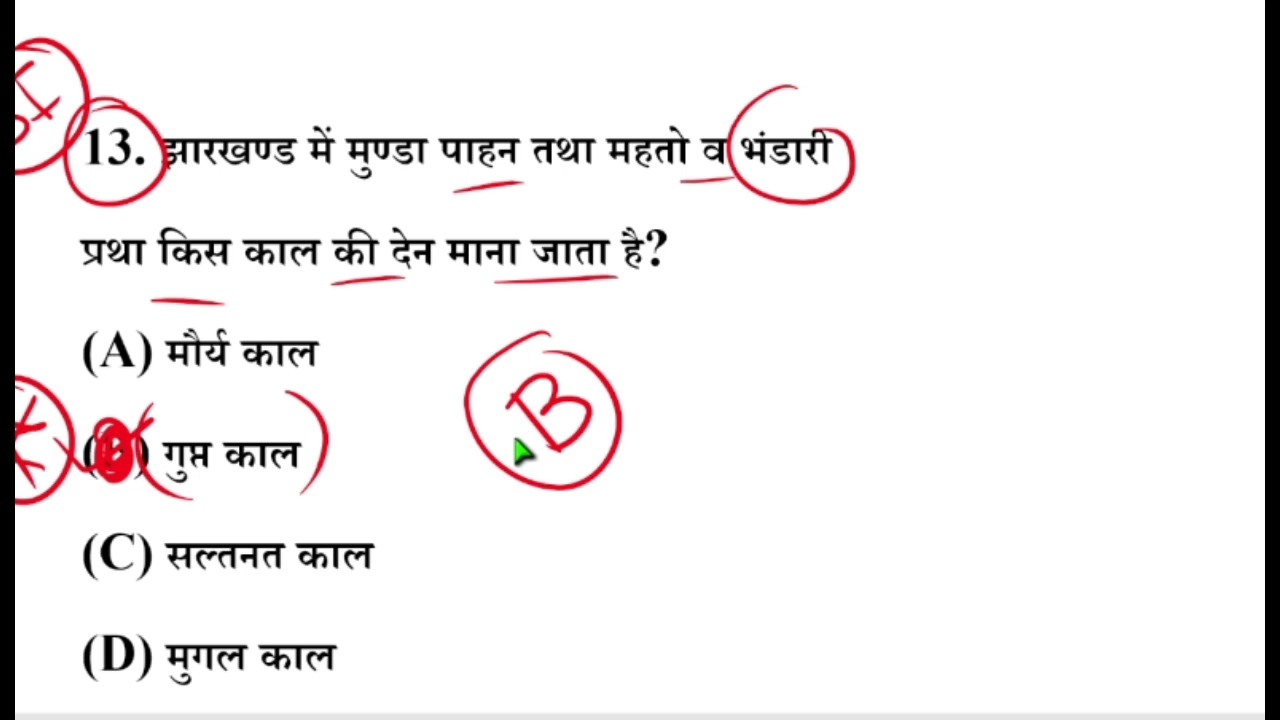 13. झारखण्ड में मुण्डा पाहन तथा महतो व भंडारी
प्रथा किस काल की देन माना जाता है?
(A) मौर्य काल
(B) गुप्त काल
B
(C) सल्तनत काल
(D) मुगल काल